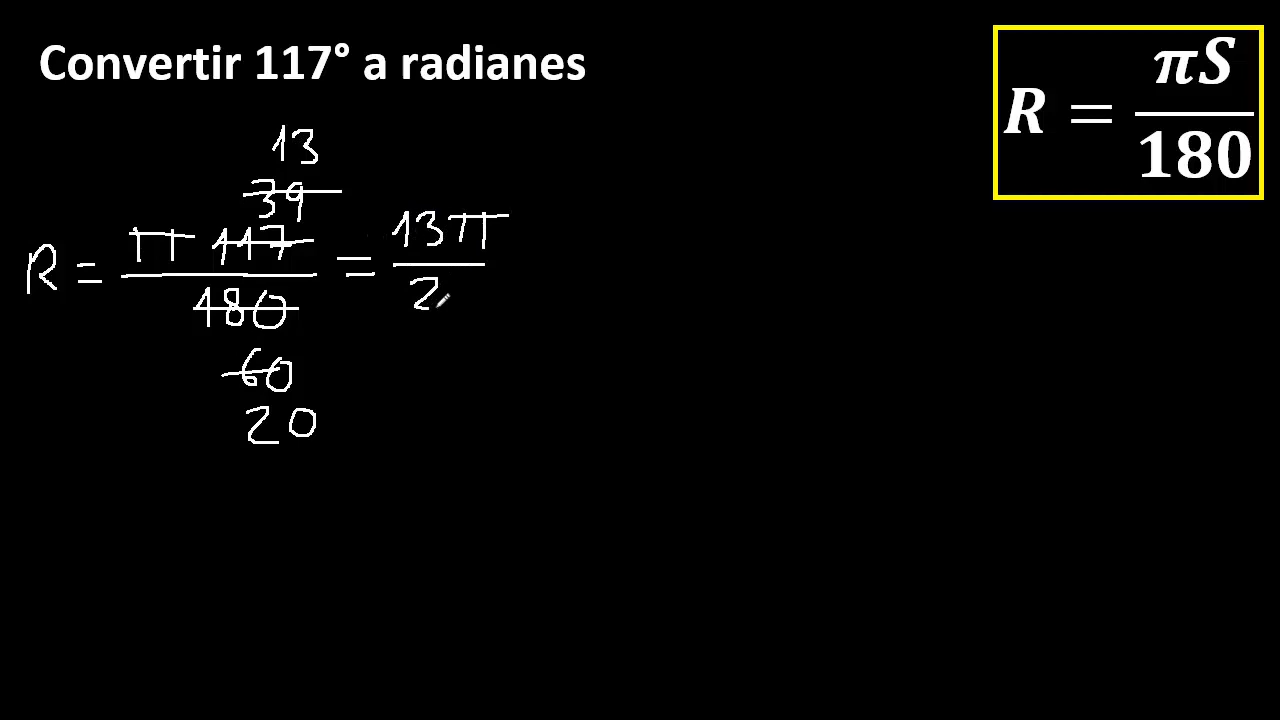 Convertir 117° a radianes
R = πS
180
13
39
R = π 117 = 13π
180 2
60
20